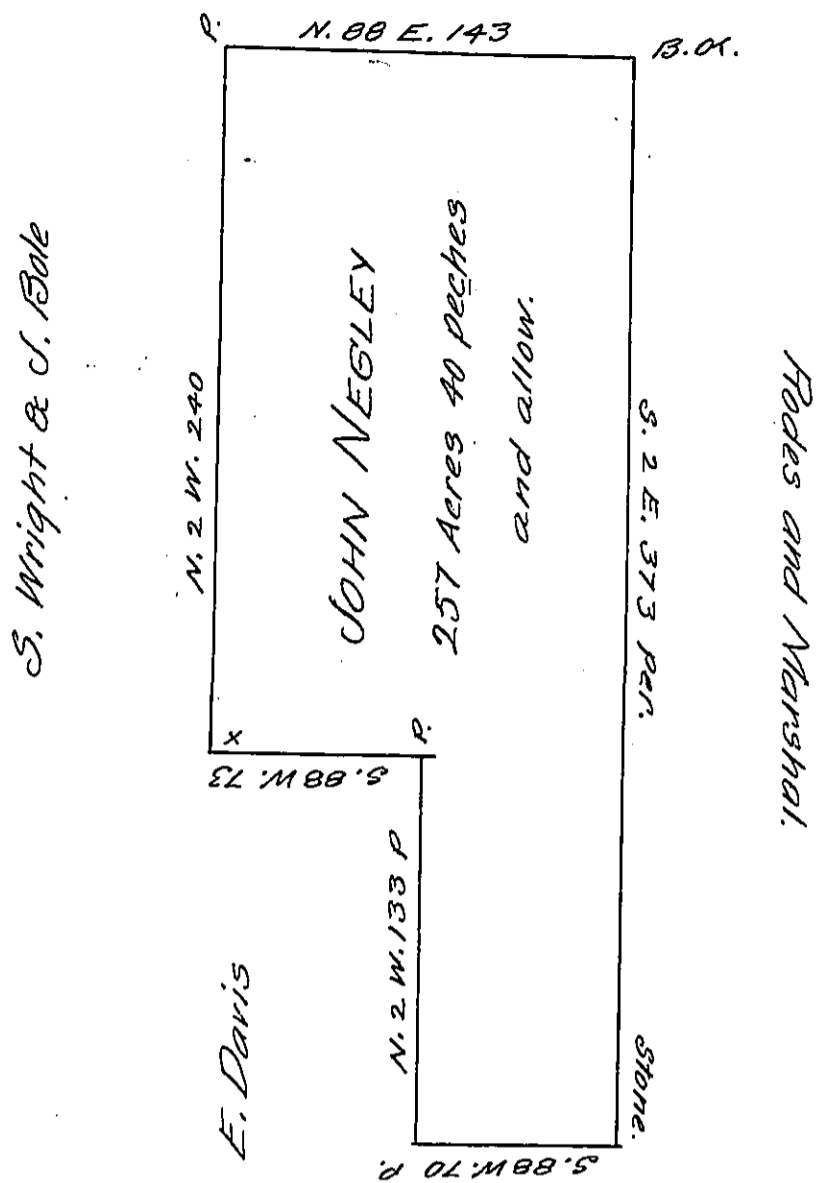 P.
N. 88 E. 143
B.O.
S. Wright & J. Bole
N. 2 W. 240
JOHN NEGLEY
257 Acres 40 peches
and allow.
S. 2 E. 373 per.
Rodes and Marshal.
X
P.
S. 88 W. 73
N. 2 W. 133 P
E. Davis
Stone.
S. 88 W. 70 P.